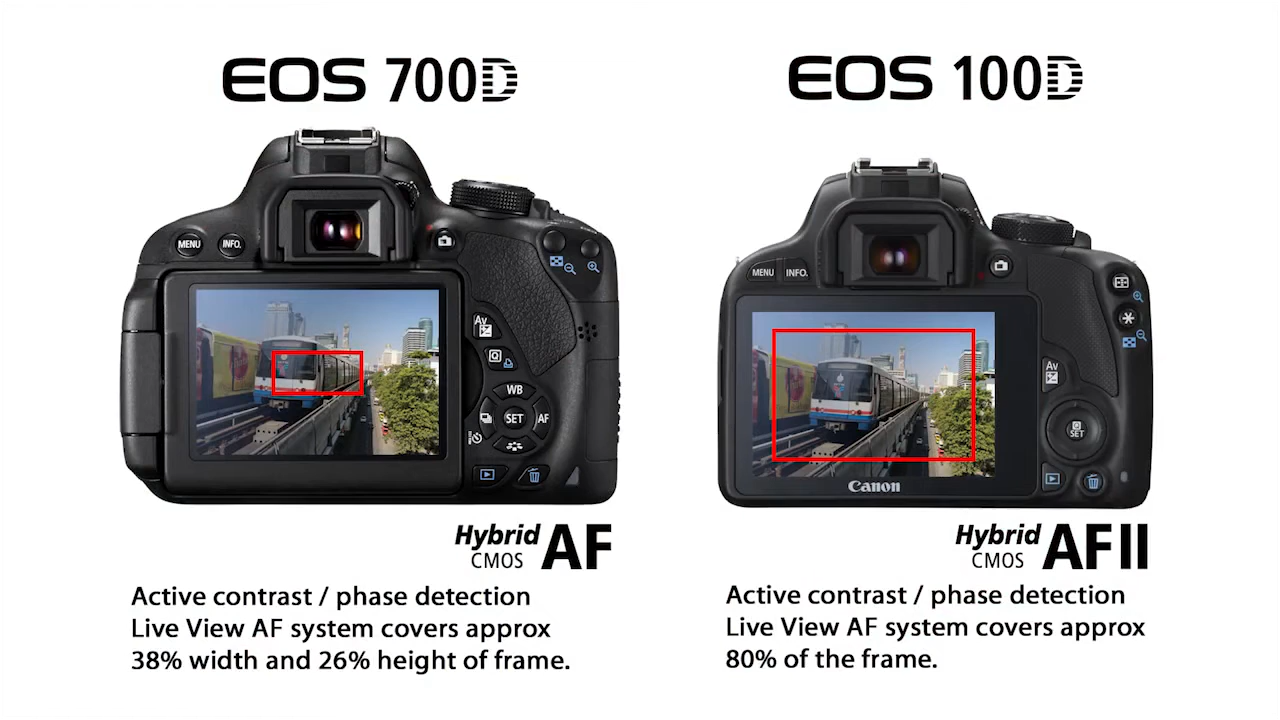 EOS 700D
EOS 100D
MENU
INFO.
Av
Q
WB
SET
AF
MENU
INFO.
Av
Q
SET
Canon
Hybrid
CMOS AF
Active contrast / phase detection
Live View AF system covers approx
38% width and 26% height of frame.
Hybrid
CMOS AFII
Active contrast / phase detection
Live View AF system covers approx
80% of the frame.